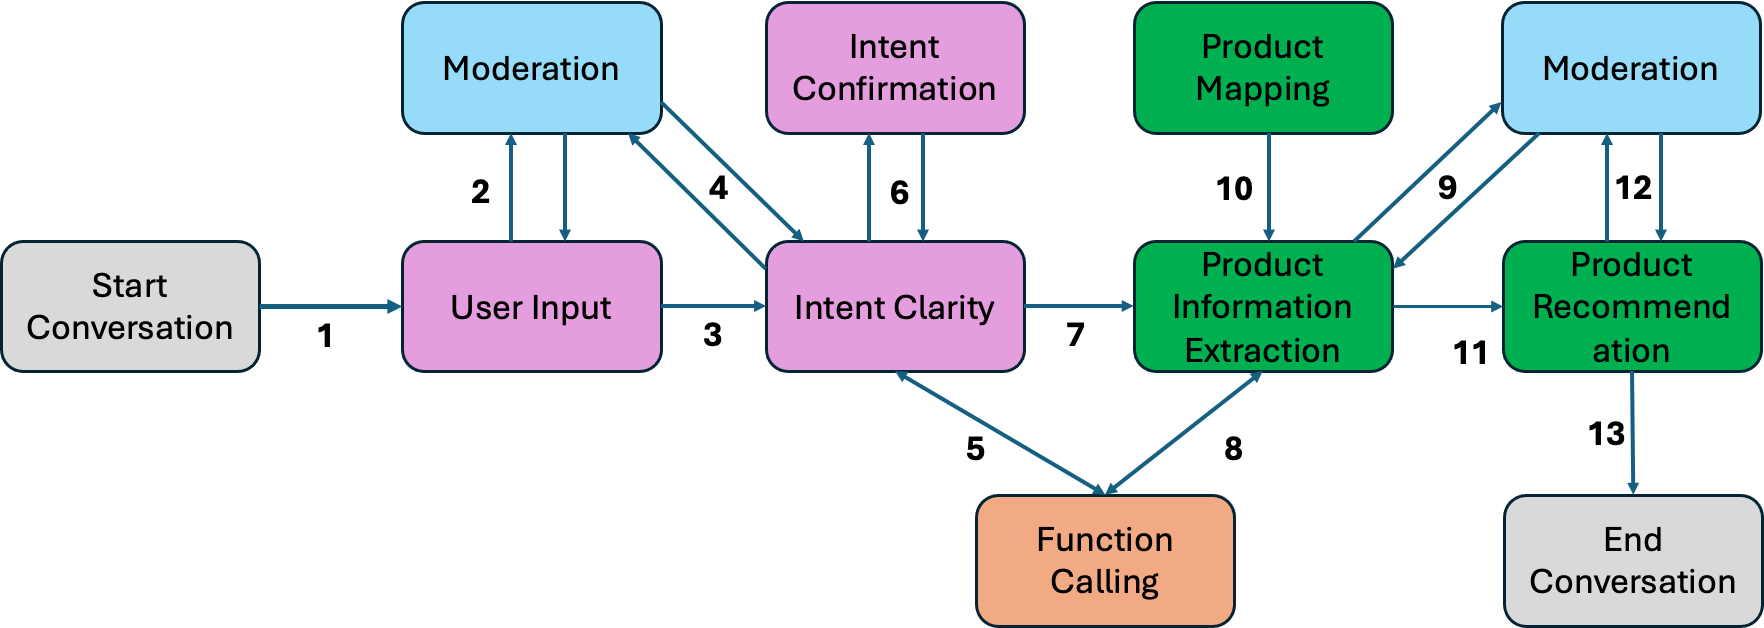 Moderation
Intent
Confirmation
Product
Mapping
Moderation
2
4
6
10
9
12
Start
Conversation
1
User Input
3
Intent Clarity
7
Product
Information
Extraction
11
Product
Recommend
ation
5
8
13
Function
Calling
End
Conversation